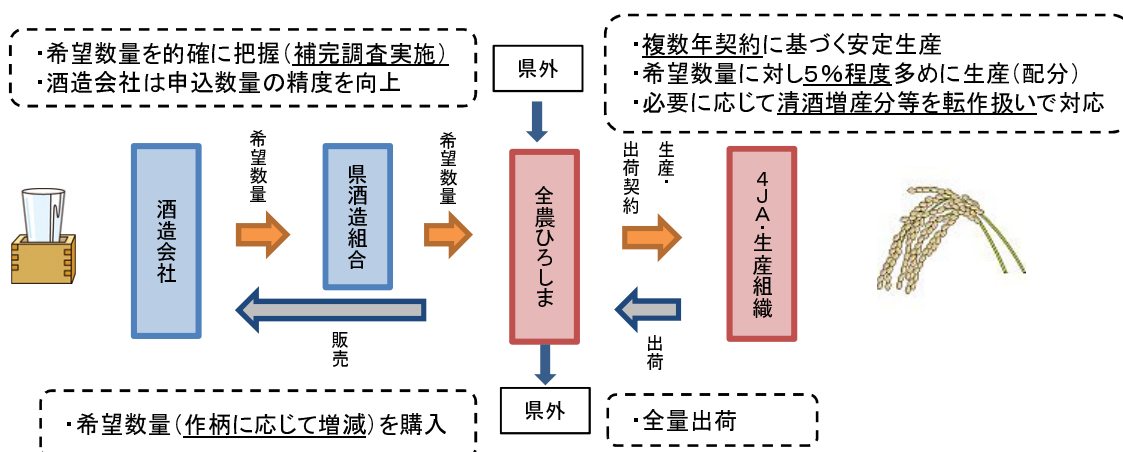 ・希望数量を的確に把握(補完調査実施)
・酒造会社は申込数量の精度を向上
県外
・複数年契約に基づく安定生産
・希望数量に対し5%程度多めに生産(配分)
・必要に応じて清酒増産分等を転作扱いで対応
酒造会社
希望数量
県酒造組合
希望数量
全農ひろしま
生産・
出荷契約
4JA・生産組織
販売
出荷
・希望数量(作柄に応じて増減)を購入
県外
・全量出荷